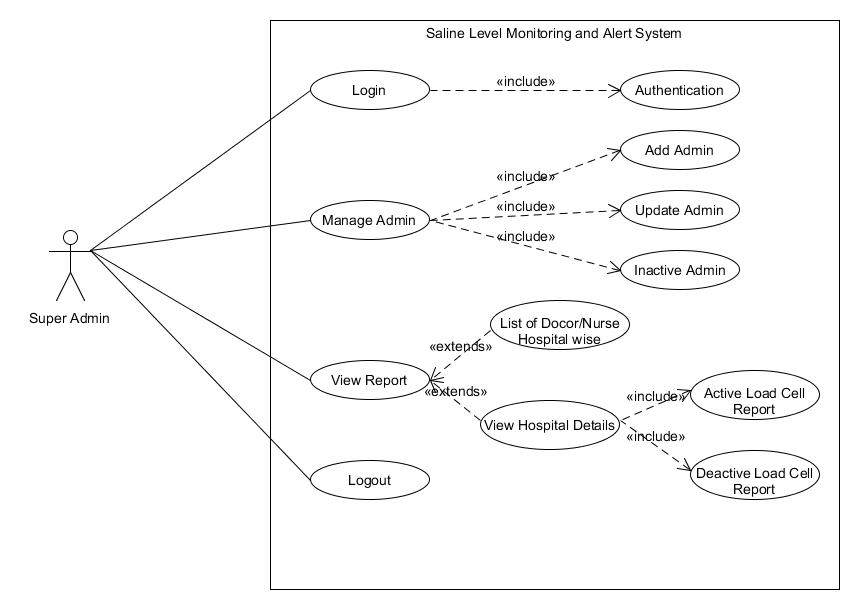 Saline Level Monitoring and Alert System
Login
«include»
Authentication
Add Admin
«include»
Manage Admin
«include»
Update Admin
«include»
Inactive Admin
Super Admin
List of Docor/Nurse
Hospital wise
«extends»
View Report
«extends»
View Hospital Details
«include»
Active Load Cell
Report
«include»
Deactive Load Cell
Report
Logout